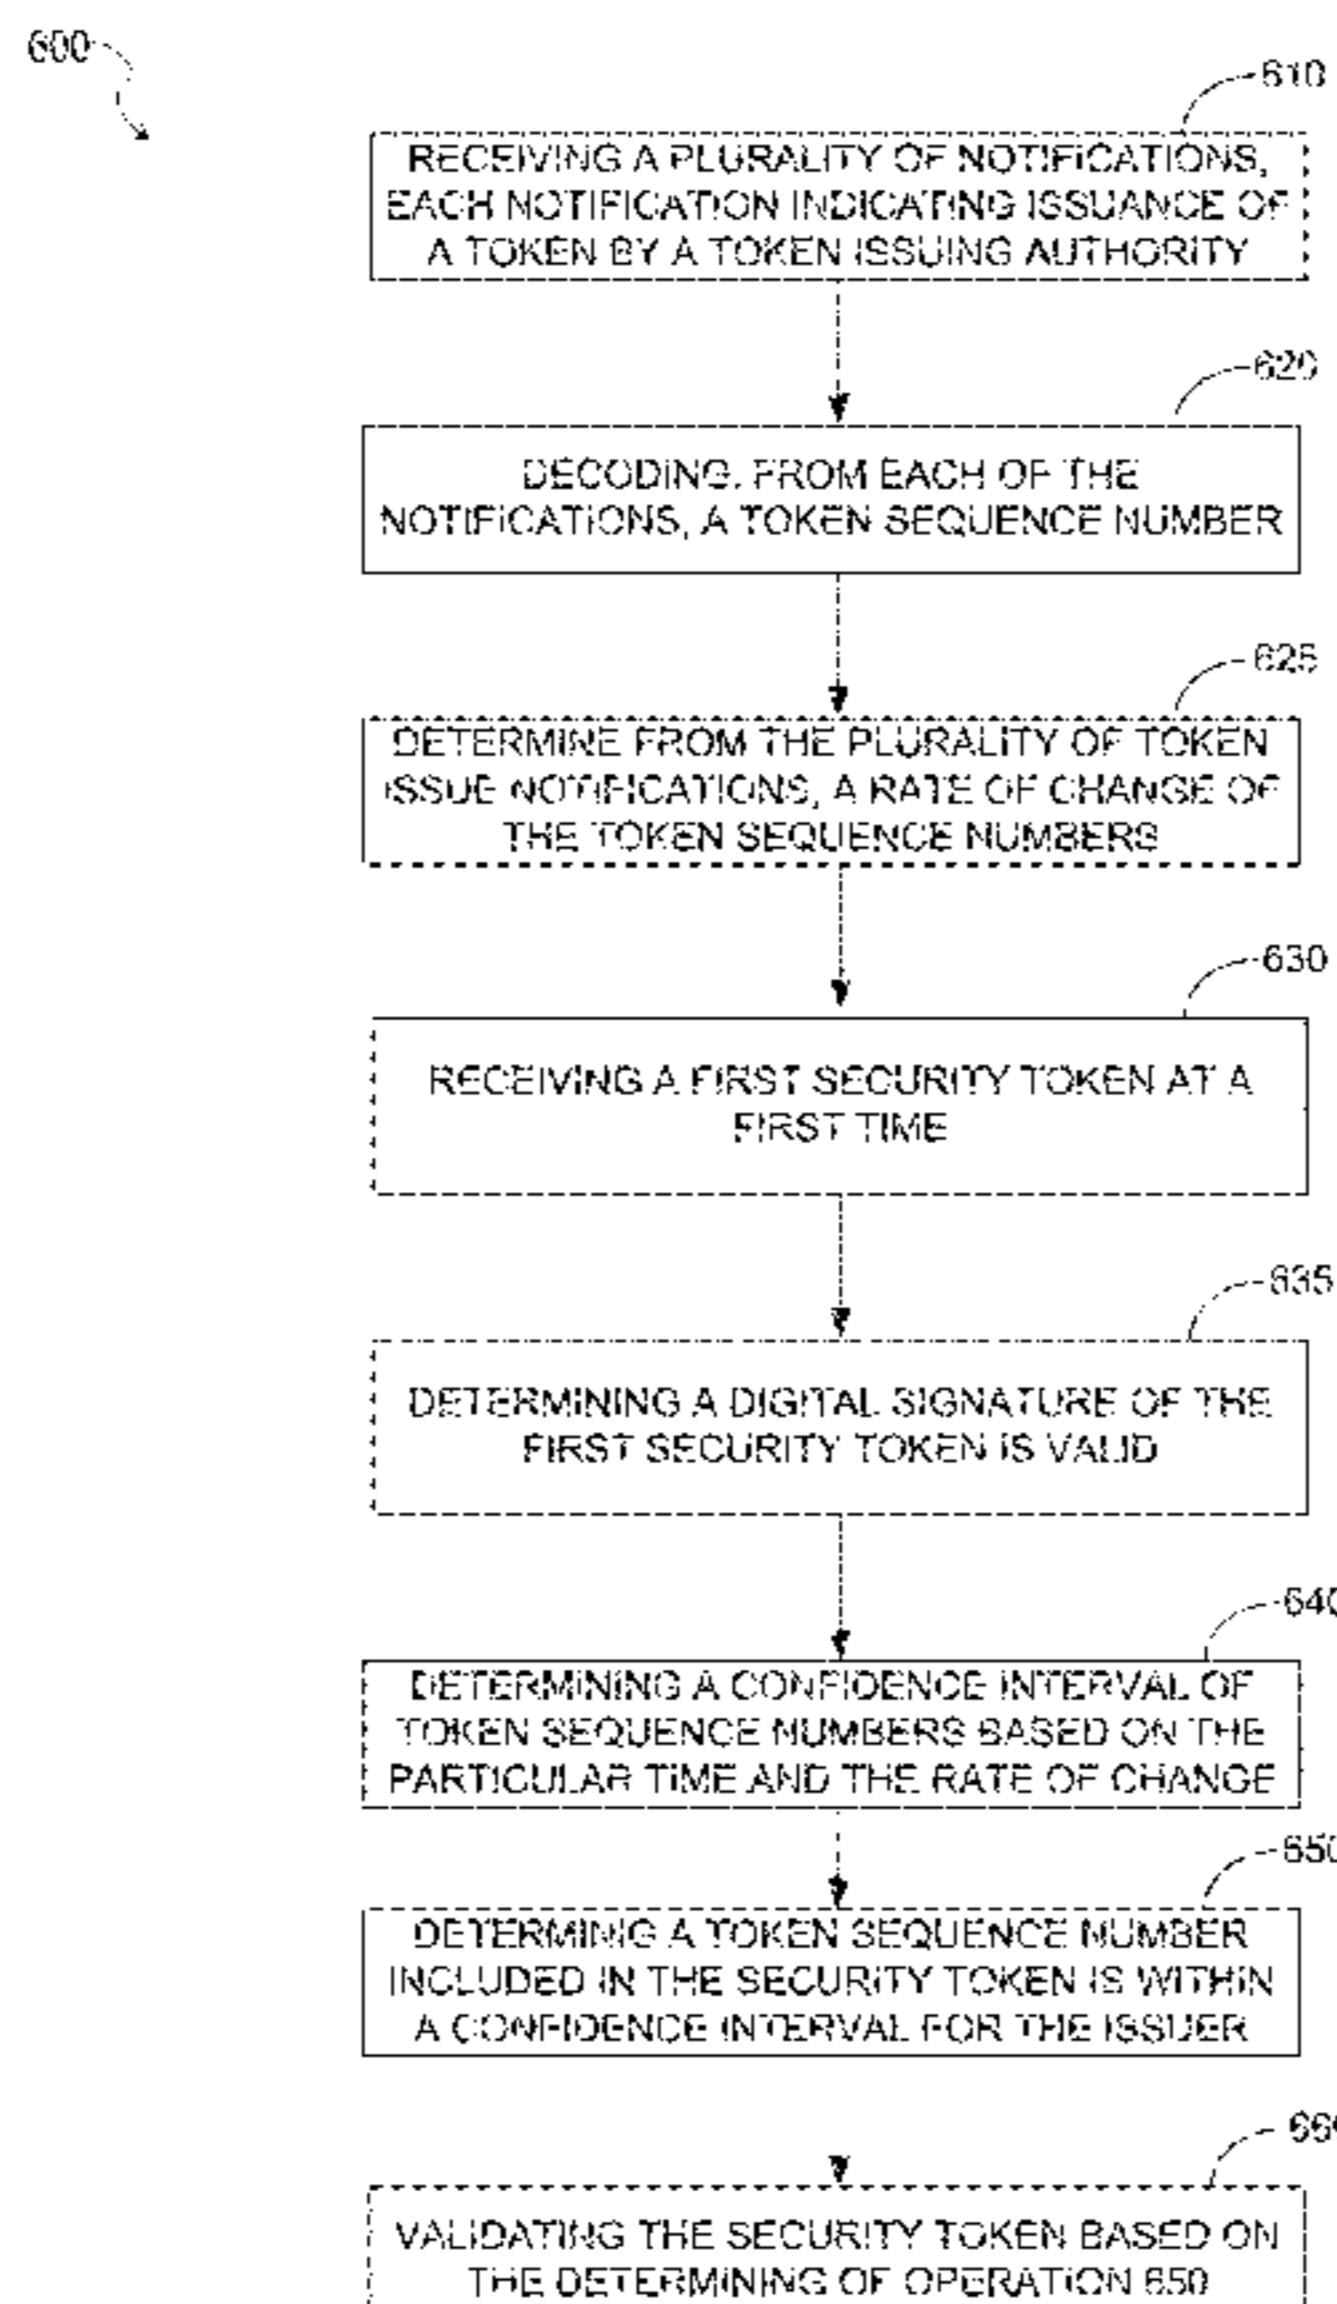 600
610
RECEIVING A PLURALITY OF NOTIFICATIONS,
EACH NOTIFICATION INDICATING ISSUANCE OF
A TOKEN BY A TOKEN ISSUING AUTHORITY
620
DECODING, FROM EACH OF THE
NOTIFICATIONS, A TOKEN SEQUENCE NUMBER
625
DETERMINE FROM THE PLURALITY OF TOKEN
ISSUE NOTIFICATIONS, A RATE OF CHANGE OF
THE TOKEN SEQUENCE NUMBERS
630
RECEIVING A FIRST SECURITY TOKEN AT A
FIRST TIME
635
DETERMINING A DIGITAL SIGNATURE OF THE
FIRST SECURITY TOKEN IS VALID
640
DETERMINING A CONFIDENCE INTERVAL OF
TOKEN SEQUENCE NUMBERS BASED ON THE
PARTICULAR TIME AND THE RATE OF CHANGE
650
DETERMINIG A TOKEN SEQUENCE NUMBER
INCLUDED IN THE SECURITY TOKEN IS WITHIN
A CONFIDENCE INTERVAL FOR THE ISSUER
660
VALIDATING THE SECURITY TOKEN BASED ON
THE DETERMINING OF OPERATION 650